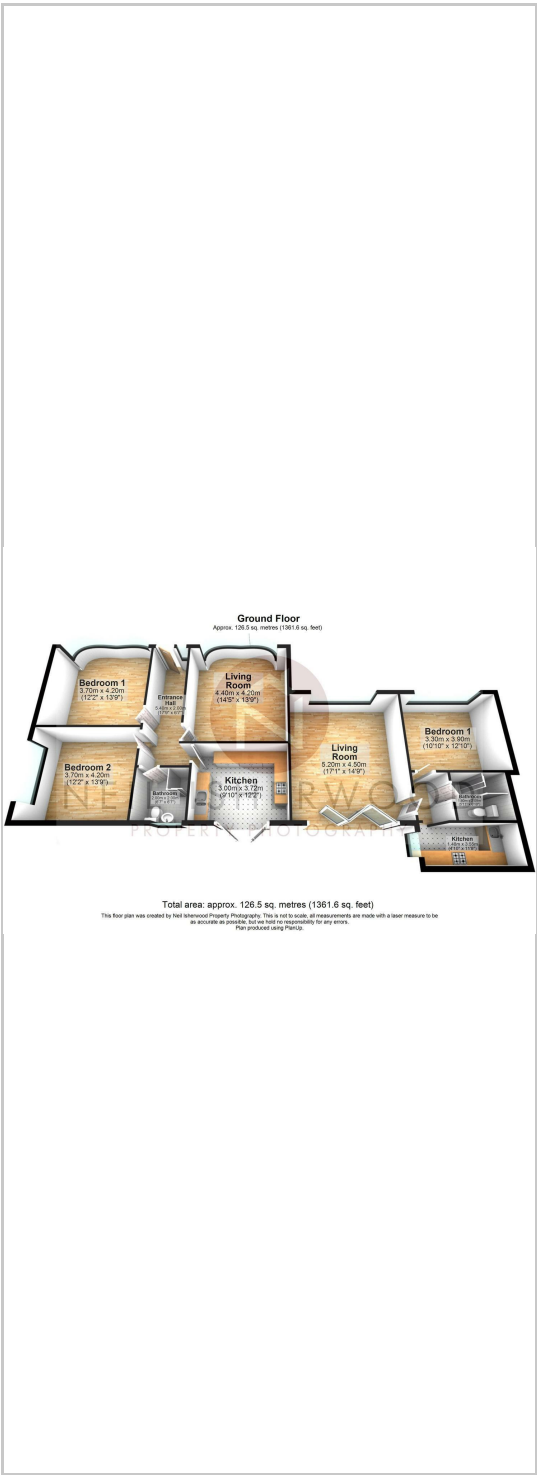 Ground Floor
Approx. 126.5 sq. metres (1361.6 sq. feet)
Bedroom 1
3.70m x 4.20m
(12'2" x 13'9")
Entrance
Hall
Living
Room
4.40m x 4.20m
(14'5" x 13'9")
Bedroom 2
3.70m x 4.20m
(12'2" x 13'9")
Bathroom
Kitchen
3.00m x 3.72m
(9'10" x 12'2")
Living
Room
5.20m x 4.50m
(17'1" x 14'9")
Bedroom 1
3.30m x 3.90m
(10'10" x 12'10")
Bathroom
Kitchen
PROPERTY PHOTOGRAPHY
Total area: approx. 126.5 sq. metres (1361.6 sq. feet)
This floor plan was created by Neil Isherwood Property Photography. This is not to scale, all measurements are made with a laser measure to be
as accurate as possible, but we hold no responsibility for any errors.
Plan produced using PlanUp.